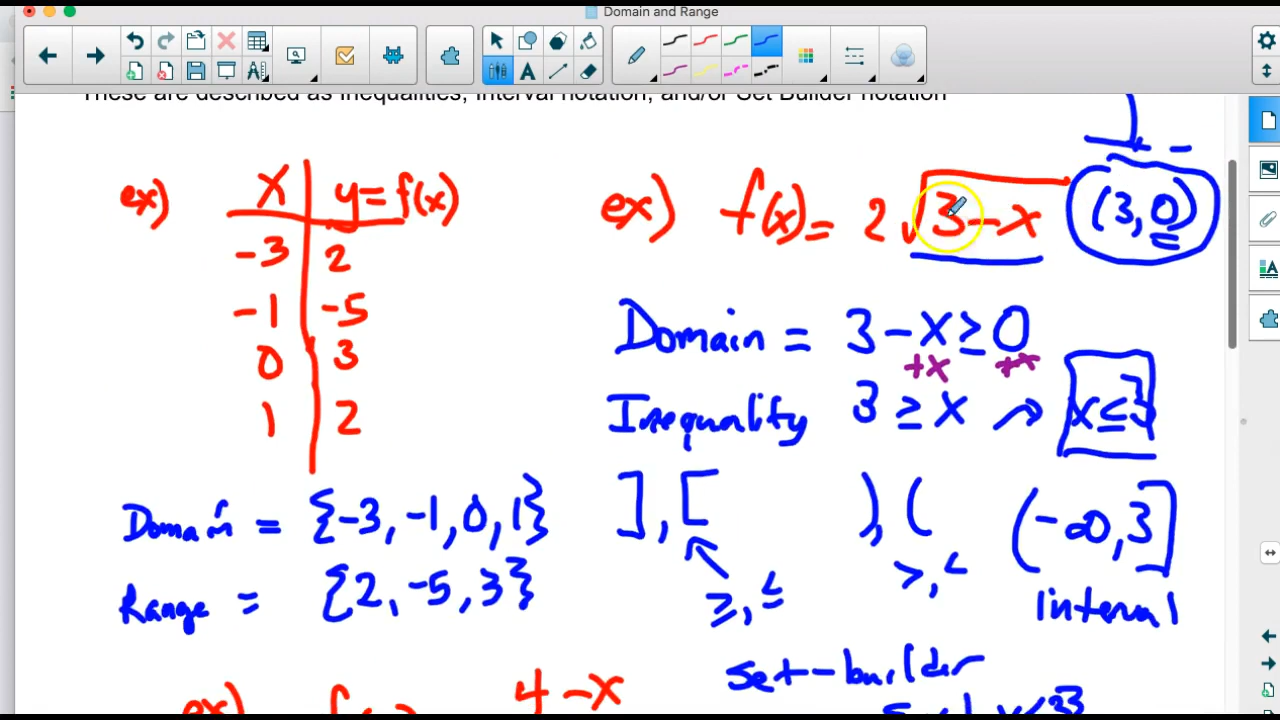 Domain and Range
These are described as Inequalities, Interval notation, and/or Set Builder notation
ex) x y = f(x)
-3 2
-1 -5
0 3
1 2
Domain = {-3, -1, 0, 1}
Range = {2, -5, 3}
ex) f(x) = 2√3-x (3, 0)
Domain = 3-x ≥ 0
+x +x
Inequality 3 ≥ x → x ≤ 3
], [ ), ( (-∞, 3]
≥, ≤ >, < interval
set-builder
ex) 4-x